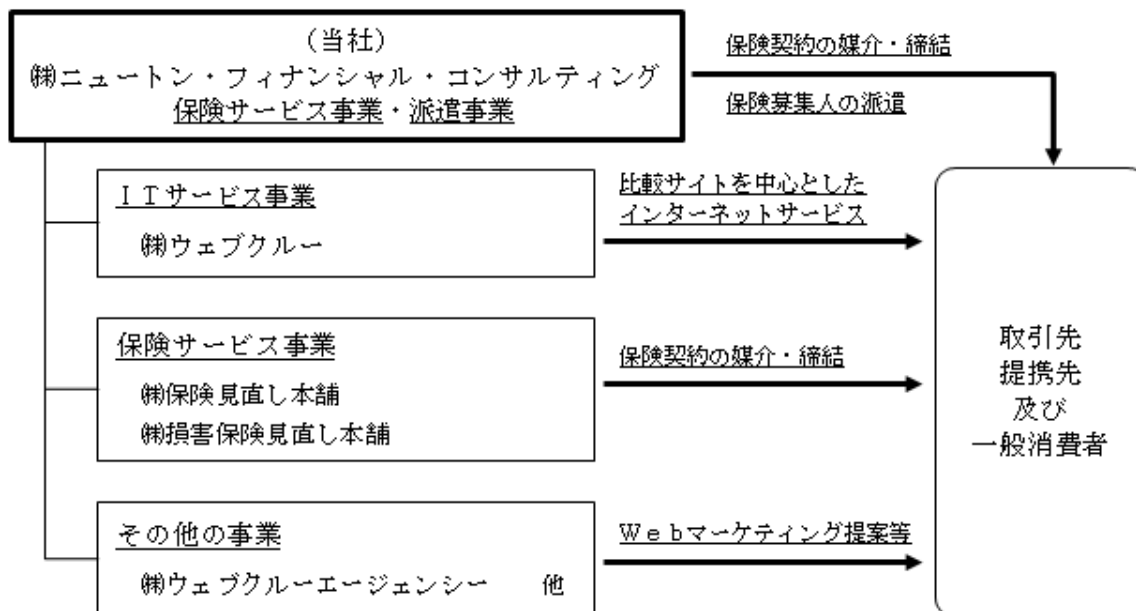 (当社)
㈱ニュートン・フィナンシャル・コンサルティング
保険サービス事業・派遣事業
保険契約の媒介・締結
保険募集人の派遣
ITサービス事業
㈱ウェブクルー
比較サイトを中心とした
インターネットサービス
保険サービス事業
㈱保険見直し本舗
㈱損害保険見直し本舗
保険契約の媒介・締結
その他の事業
㈱ウェブクルーエージェンシー 他
Webマーケティング提案等
取引先
提携先
及び
一般消費者